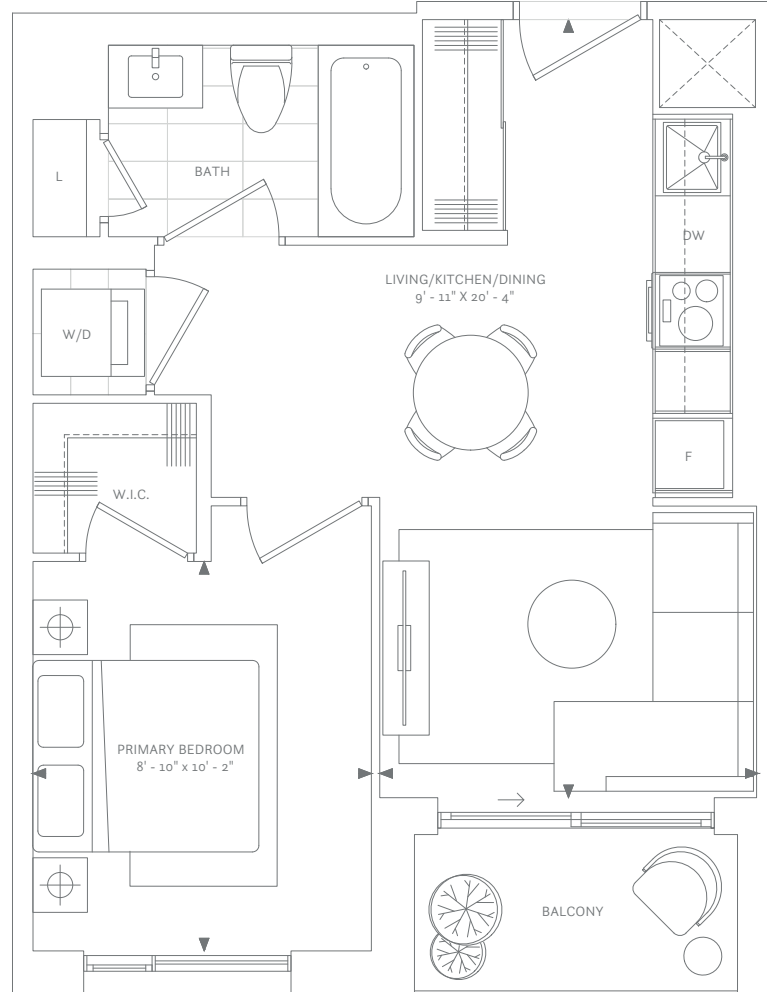 BATH
L
DW
LIVING/KITCHEN/DINING
9' - 11" X 20' - 4"
W/D
F
W.I.C.
PRIMARY BEDROOM
8' - 10" x 10' - 2"
BALCONY